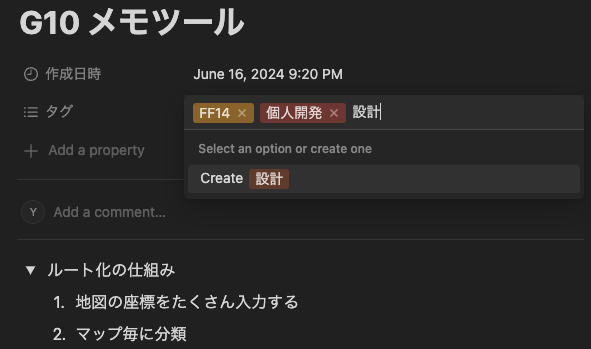 G10 メモツール
作成日時 June 16, 2024 9:20 PM
タグ FF14 × 個人開発 × 設計
Add a property
Select an option or create one
Create 設計
Y Add a comment...
▼ ルート化の仕組み
1. 地図の座標をたくさん入力する
2. マップ毎に分類